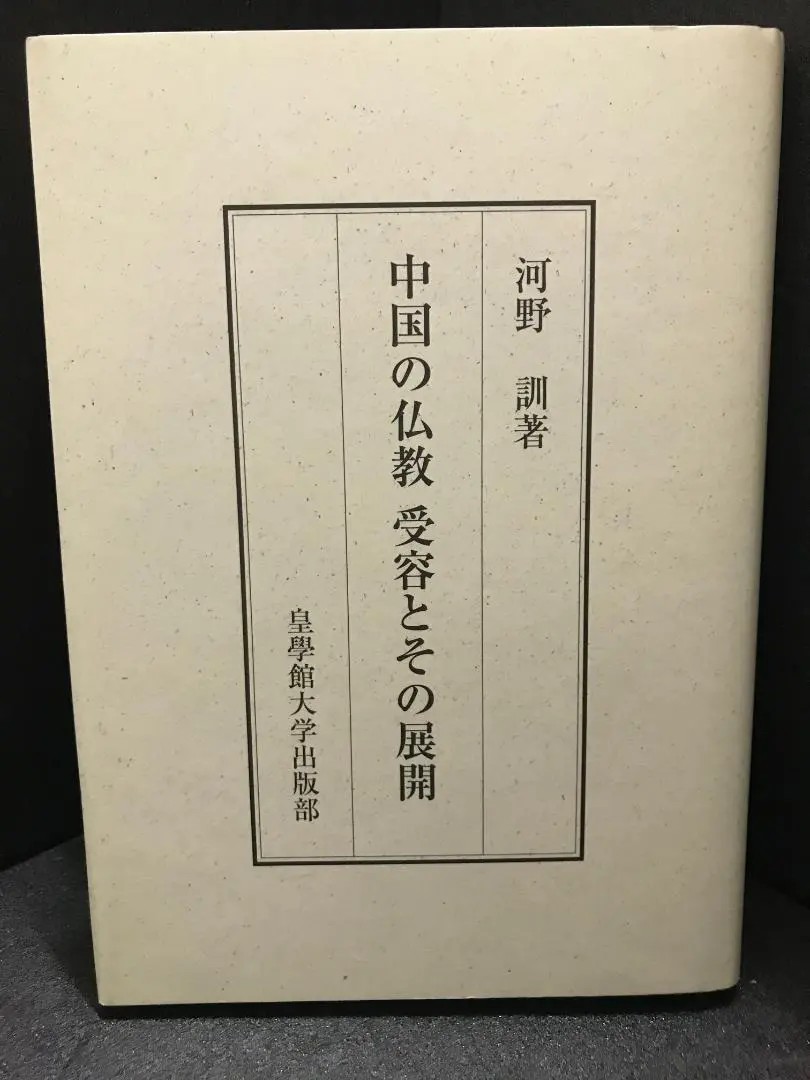 河野 訓著
中国の仏教 受容とその展開
皇學館大学出版部